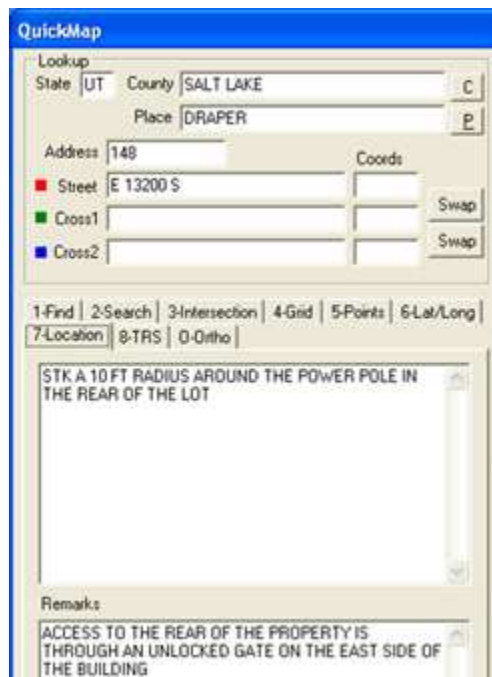 QuickMap
Lookup
State UT County SALT LAKE C
Place DRAPER P
Address 148 Coords
Street E 13200 S
Swap
Cross1
Swap
Cross2
1-Find 2-Search 3-Intersection 4-Grid 5-Points 6-Lat/Long
7-Location 8-TRS 0-Ortho
STK A 10 FT RADIUS AROUND THE POWER POLE IN
THE REAR OF THE LOT
Remarks
ACCESS TO THE REAR OF THE PROPERTY IS
THROUGH AN UNLOCKED GATE ON THE EAST SIDE OF
THE BUILDING